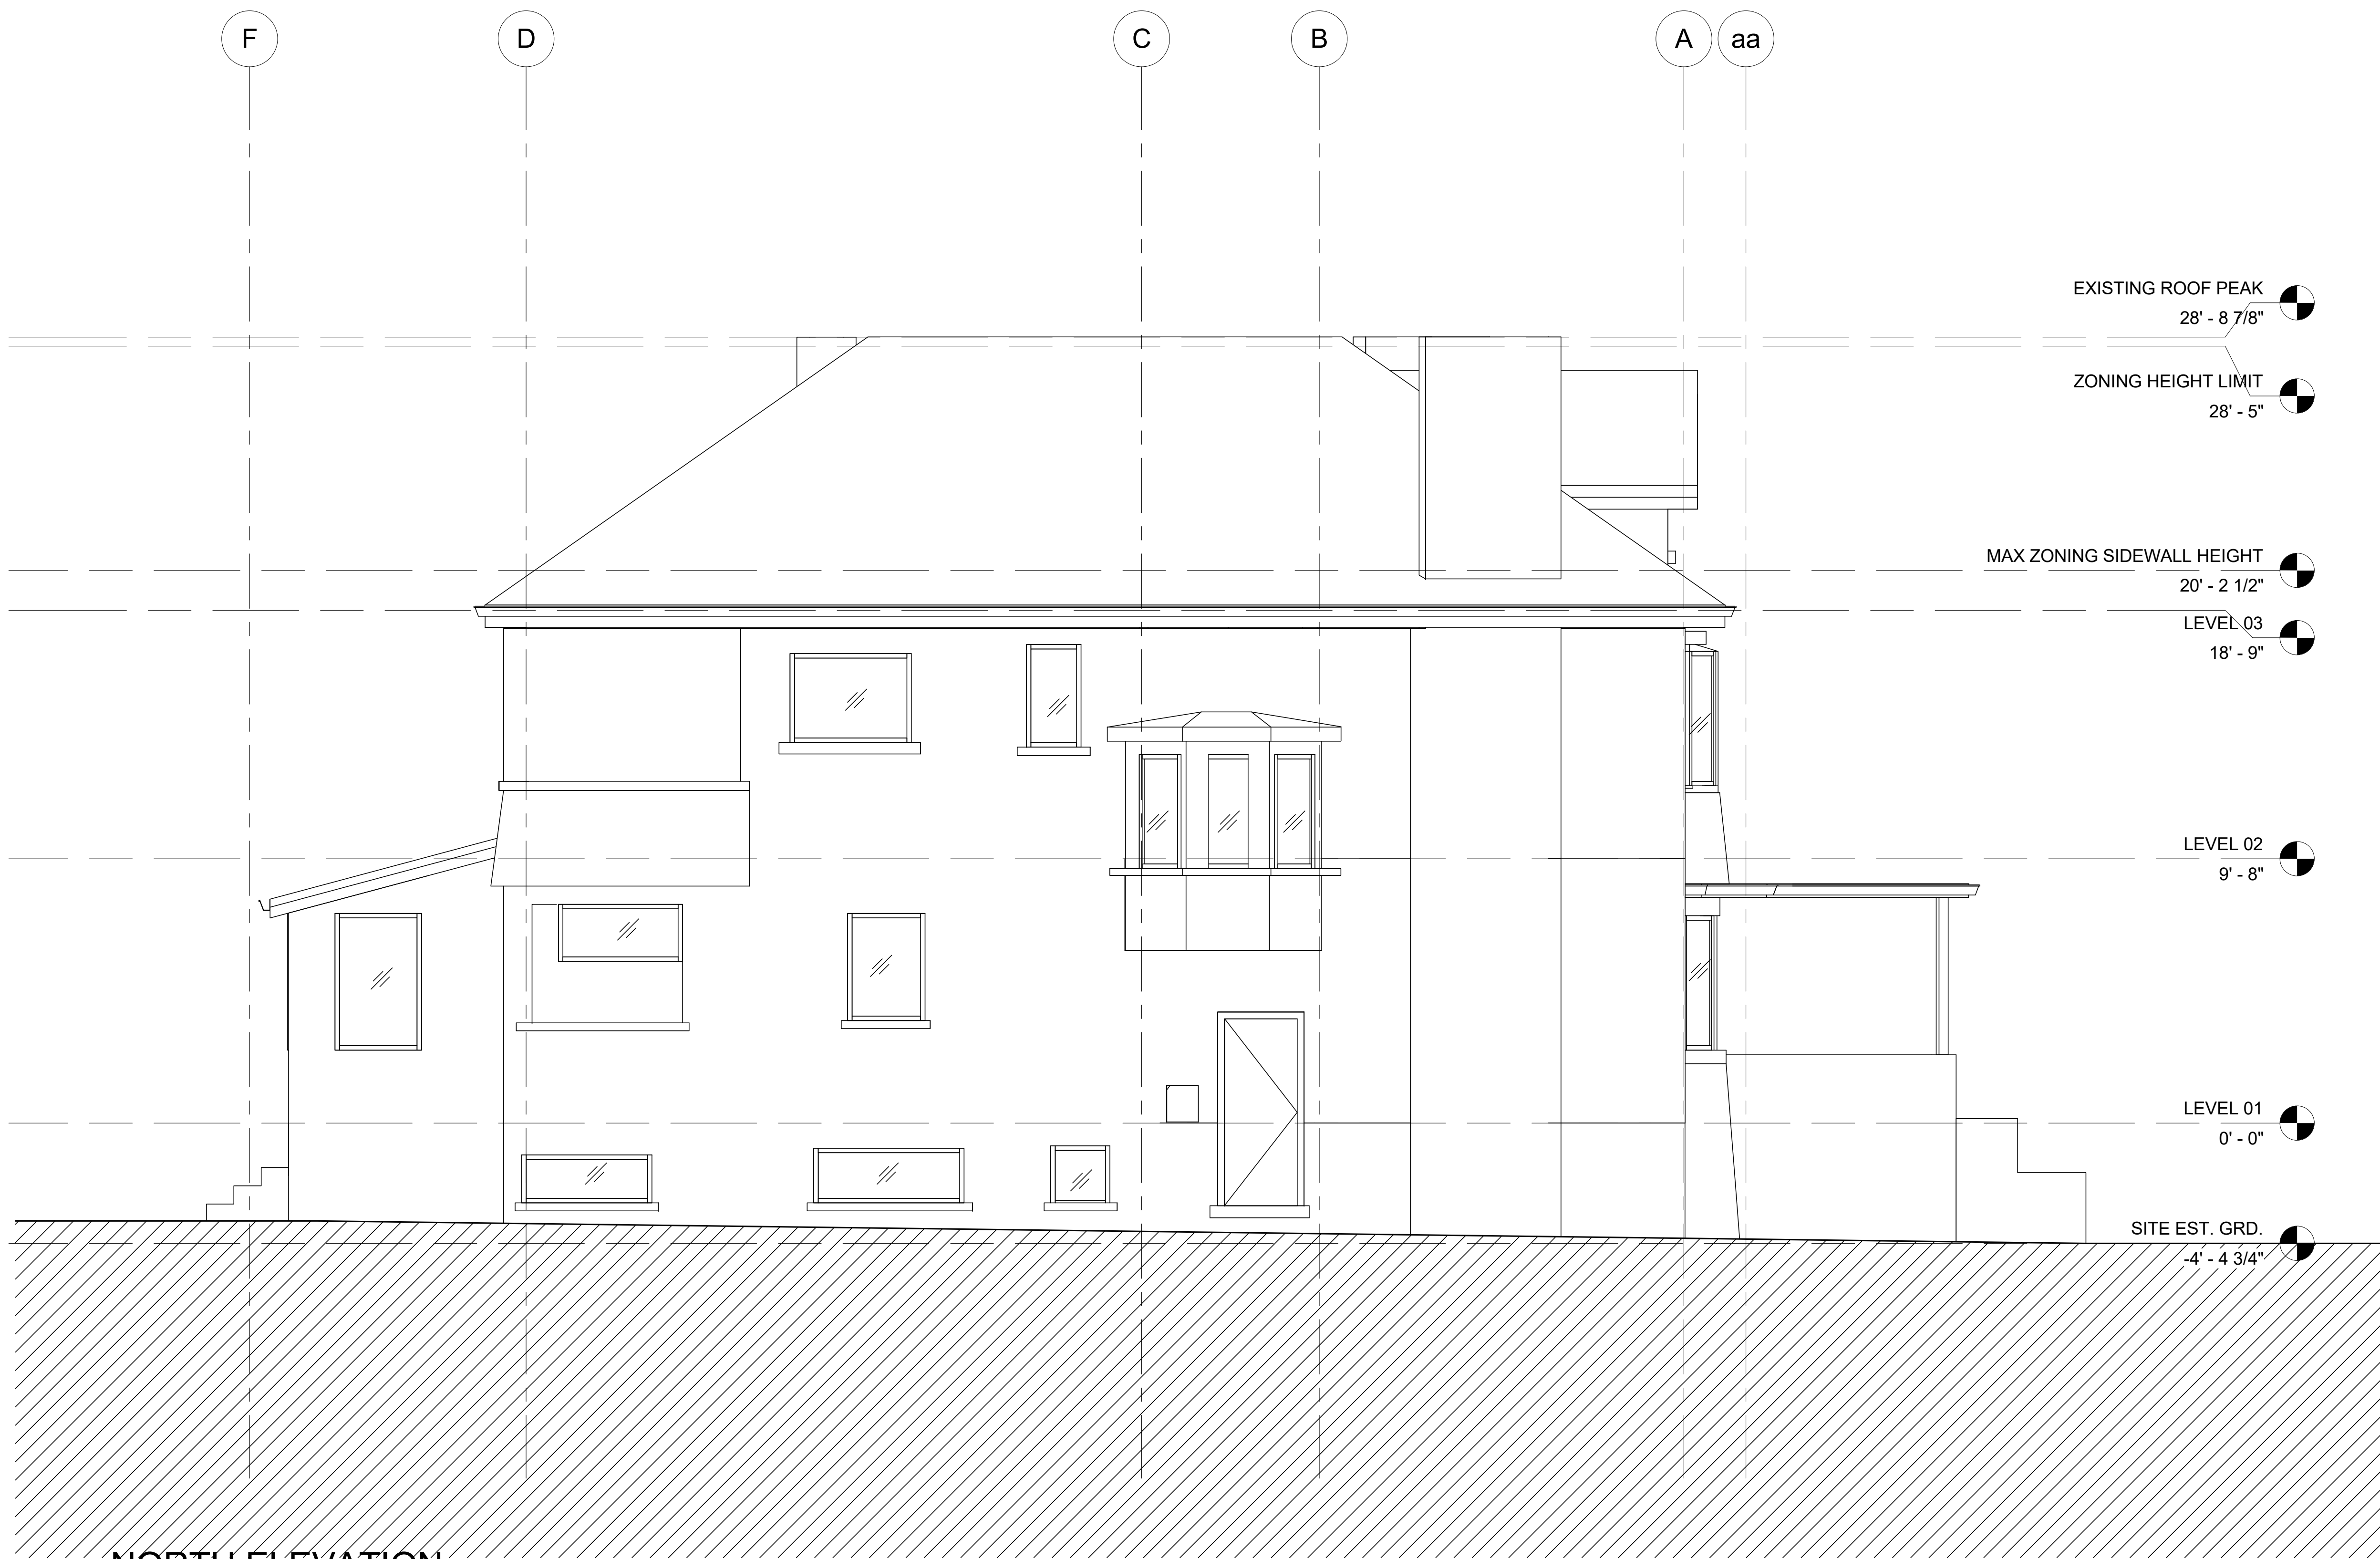 F D C B A aa
EXISTING ROOF PEAK
28' - 8 7/8"
ZONING HEIGHT LIMIT
28' - 5"
MAX ZONING SIDEWALL HEIGHT
20' - 2 1/2"
LEVEL 03
18' - 9"
LEVEL 02
9' - 8"
LEVEL 01
0' - 0"
SITE EST. GRD.
-4' - 4 3/4"
NORTH ELEVATION